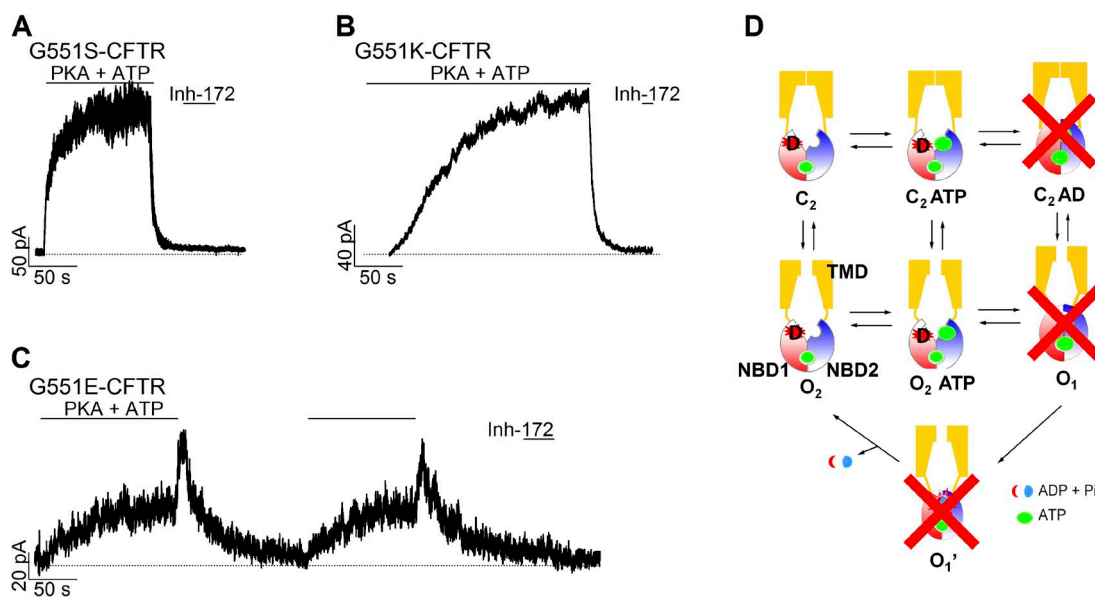 A
G551S-CFTR
PKA + ATP
Inh-172
50 pA
50 s
B
G551K-CFTR
PKA + ATP
Inh-172
40 pA
50 s
C
G551E-CFTR
PKA + ATP
Inh-172
20 pA
50 s
D
D
D
C2
C2 ATP
C2 AD
TMD
D
D
NBD1
NBD2
O2
O2 ATP
O1
ADP + Pi
ATP
O1'